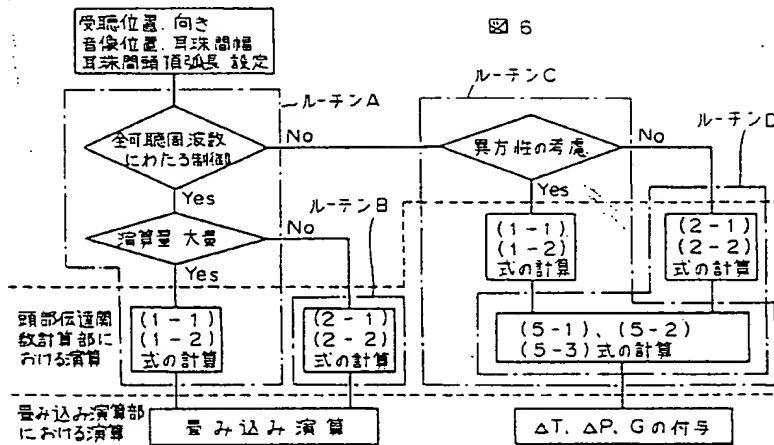 図 6
受聴位置、向き
音像位置、耳珠間幅
耳珠間頭頂弧長 設定
ルーチンA
ルーチンC
ルーチンD
全可聴周波数
にわたる制御
No
異方性の考慮
No
Yes
Yes
ルーチンB
演算量 大量
No
Yes
(1-1)
(1-2)
式の計算
(2-1)
(2-2)
式の計算
頭部伝達関
数計算部に
おける演算
(1-1)
(1-2)
式の計算
(2-1)
(2-2)
式の計算
(5-1)、(5-2)
(5-3)式の計算
畳み込み演算部
における演算
畳み込み演算
ΔT、ΔP、Gの付与